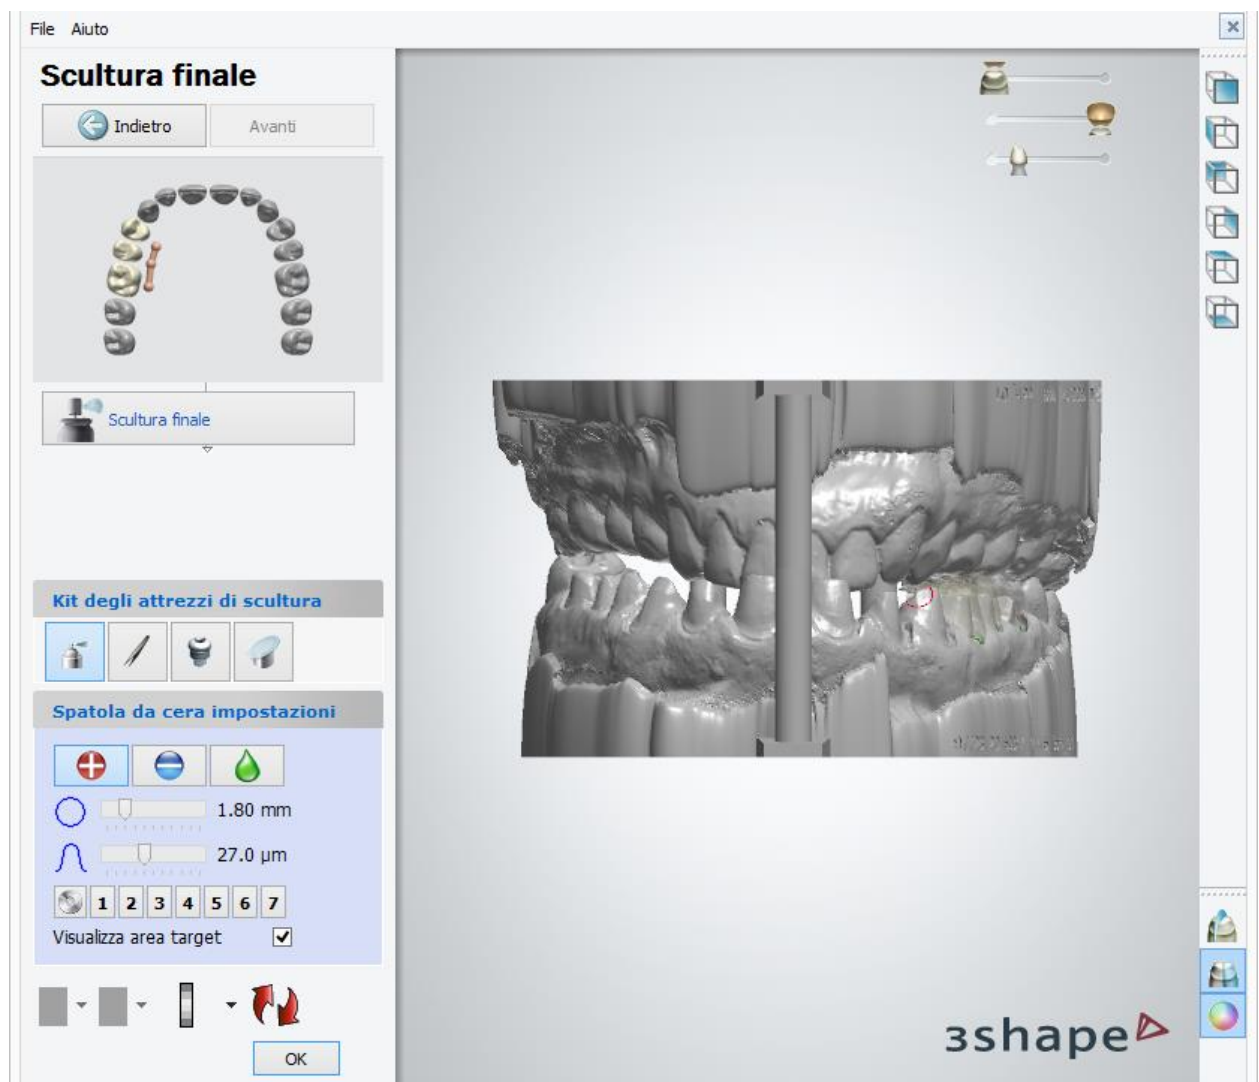 File Aiuto
Scultura finale
Indietro Avanti
Scultura finale
Kit degli attrezzi di scultura
Spatola da cera impostazioni
1.80 mm
27.0 µm
1 2 3 4 5 6 7
Visualizza area target
OK
3shape